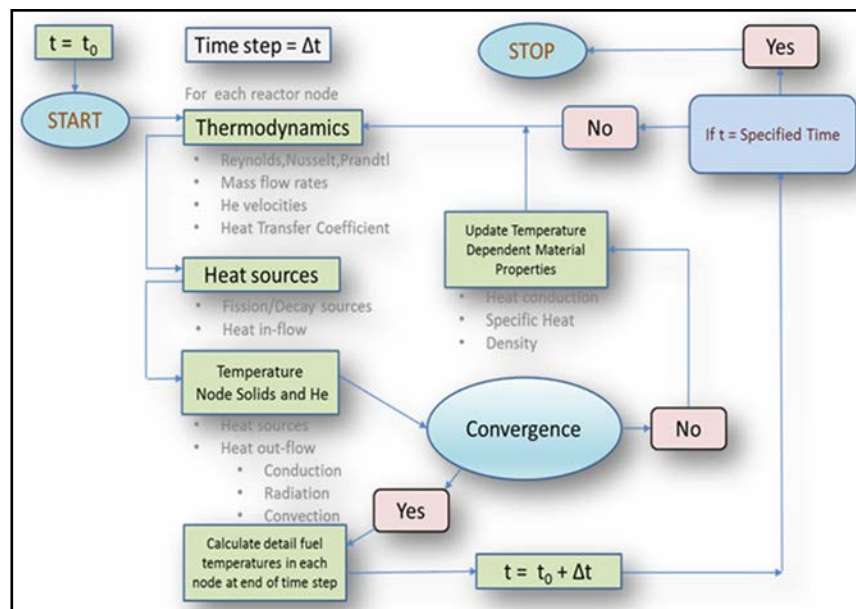 t = t₀
Time step = Δt
STOP
Yes
For each reactor node
START
Thermodynamics
No
If t = Specified Time
• Reynolds,Nusselt,Prandtl
• Mass flow rates
• He velocities
• Heat Transfer Coefficient
Update Temperature
Dependent Material
Properties
Heat sources
• Heat conduction
• Specific Heat
• Density
• Fission/Decay sources
• Heat in-flow
Temperature
Node Solids and He
Convergence
No
• Heat sources
• Heat out-flow
• Conduction
• Radiation
• Convection
Yes
Calculate detail fuel
temperatures in each
node at end of time step
t = t₀ + Δt